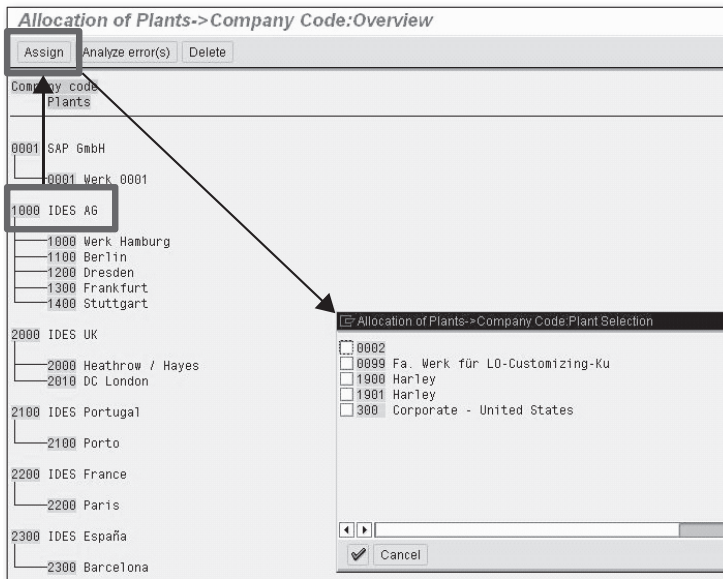 Allocation of Plants->Company Code:Overview
Assign Analyze error(s) Delete
Company code
Plants
0001 SAP GmbH
0001 Werk 0001
1000 IDES AG
1000 Werk Hamburg
1100 Berlin
1200 Dresden
1300 Frankfurt
1400 Stuttgart
2000 IDES UK
2000 Heathrow / Hayes
2010 DC London
2100 IDES Portugal
2100 Porto
2200 IDES France
2200 Paris
2300 IDES España
2300 Barcelona
Allocation of Plants->Company Code:Plant Selection
0002
0099 Fa. Werk für LO-Customizing-Ku
1900 Harley
1901 Harley
300 Corporate - United States
Cancel